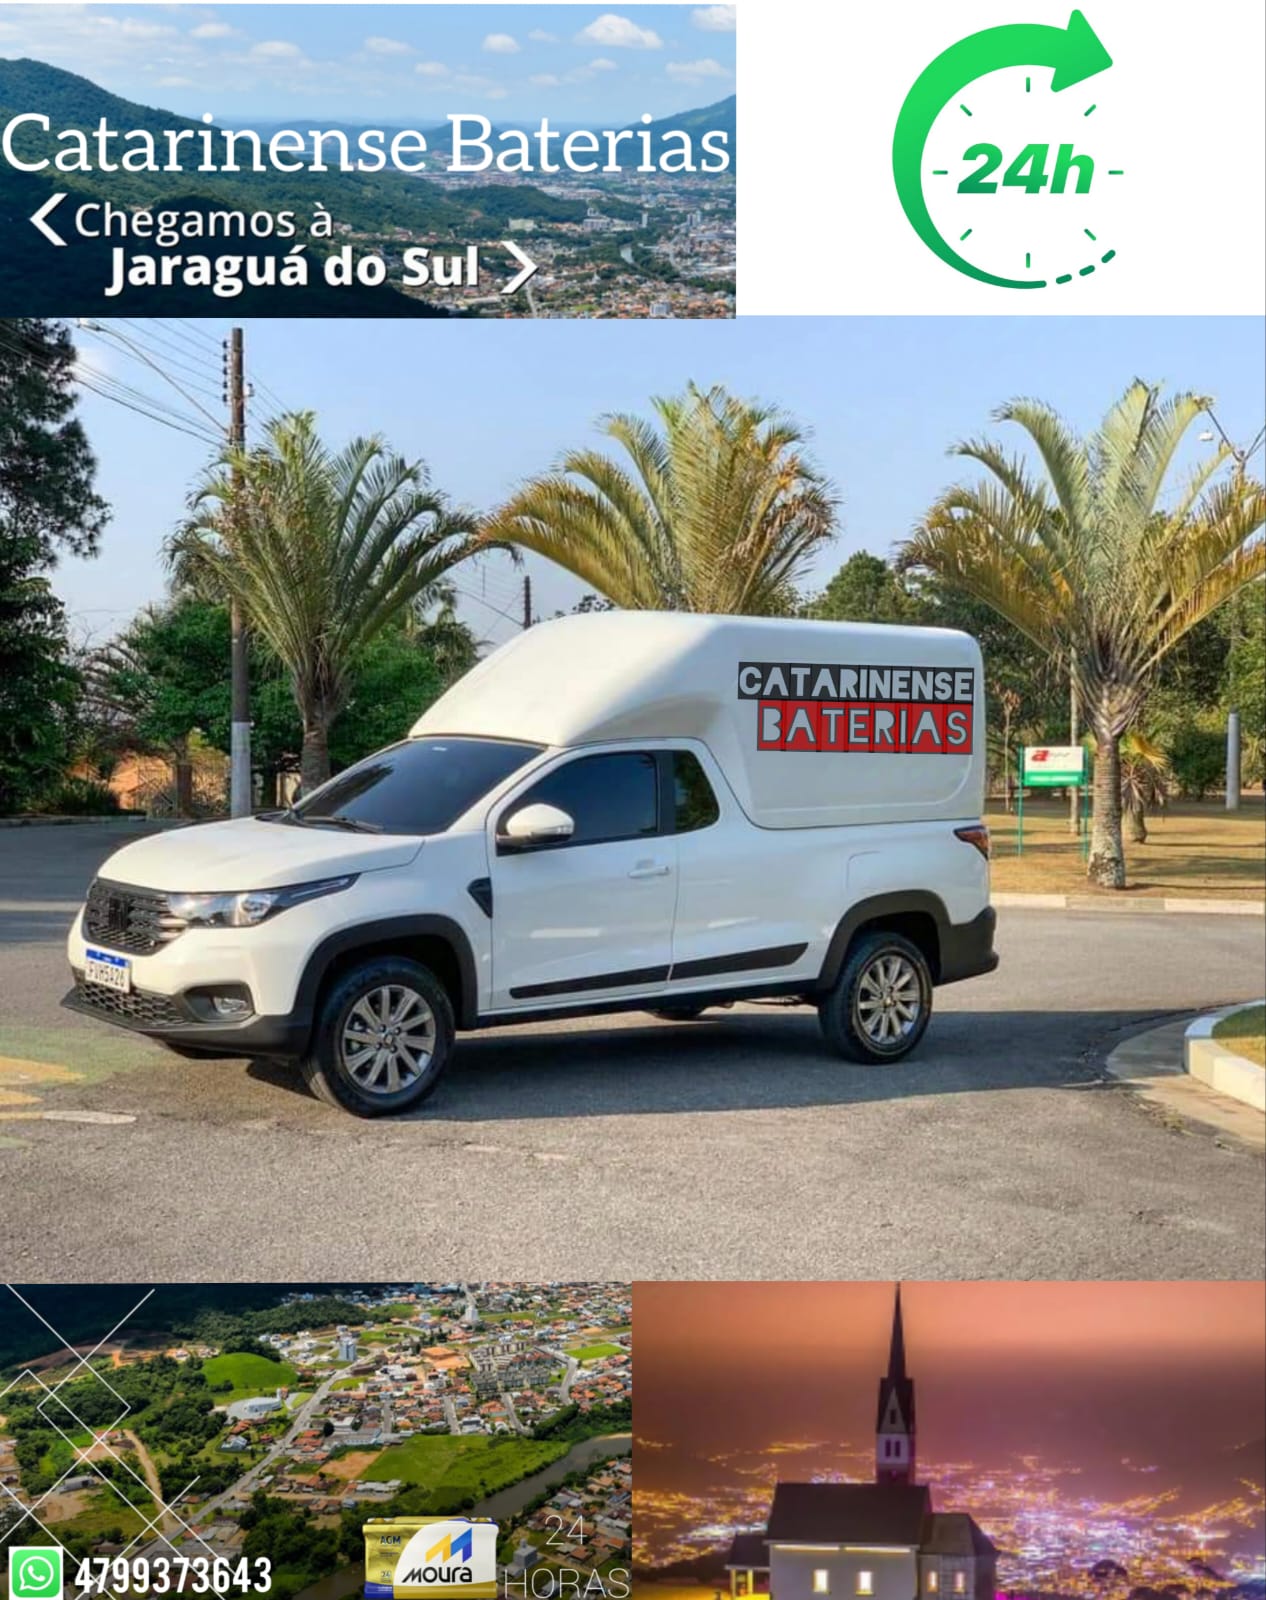 Catarinense Baterias
Chegamos à
Jaraguá do Sul
24h
CATARINENSE
BATERIAS
AGM
moura
24
HORAS
4799373643